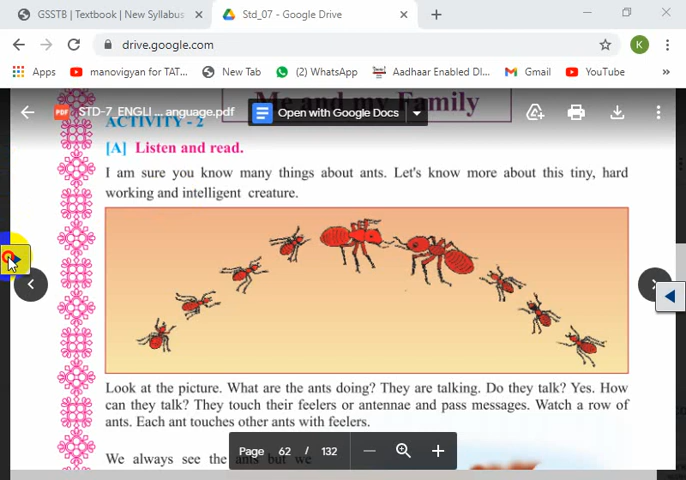 GSSTB | Textbook | New Syllabus
Std_07 - Google Drive
drive.google.com
K
Apps
manovigyan for TAT...
New Tab
(2) WhatsApp
Aadhaar Enabled DI...
Gmail
YouTube
Me and my Family
STD-7_ENGLI
anguage.pdf
Open with Google Docs
ACTIVITY - 2
[A] Listen and read.
I am sure you know many things about ants. Let's know more about this tiny, hard
working and intelligent creature.
Look at the picture. What are the ants doing? They are talking. Do they talk? Yes. How
can they talk? They touch their feelers or antennae and pass messages. Watch a row of
ants. Each ant touches other ants with feelers.
Page 62 / 132
We always see the ants but we